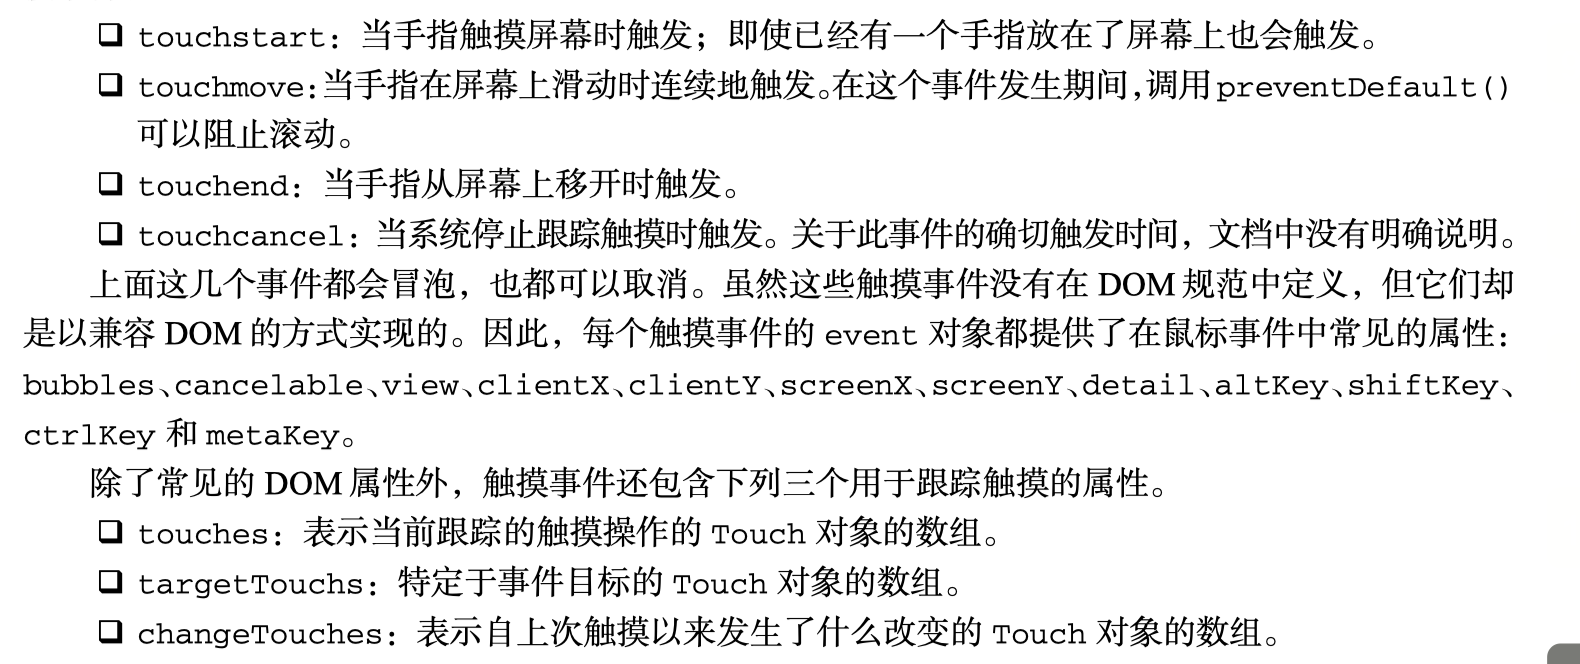 ❑ touchstart：当手指触摸屏幕时触发；即使已经有一个手指放在了屏幕上也会触发。
❑ touchmove：当手指在屏幕上滑动时连续地触发。在这个事件发生期间，调用 preventDefault()
可以阻止滚动。
❑ touchend：当手指从屏幕上移开时触发。
❑ touchcancel：当系统停止跟踪触摸时触发。关于此事件的确切触发时间，文档中没有明确说明。
上面这几个事件都会冒泡，也都可以取消。虽然这些触摸事件没有在 DOM 规范中定义，但它们却
是以兼容 DOM 的方式实现的。因此，每个触摸事件的 event 对象都提供了在鼠标事件中常见的属性：
bubbles、cancelable、view、clientX、clientY、screenX、screenY、detail、altKey、shiftKey、
ctrlKey 和 metaKey。
除了常见的 DOM 属性外，触摸事件还包含下列三个用于跟踪触摸的属性。
❑ touches：表示当前跟踪的触摸操作的 Touch 对象的数组。
❑ targetTouchs：特定于事件目标的 Touch 对象的数组。
❑ changeTouches：表示自上次触摸以来发生了什么改变的 Touch 对象的数组。